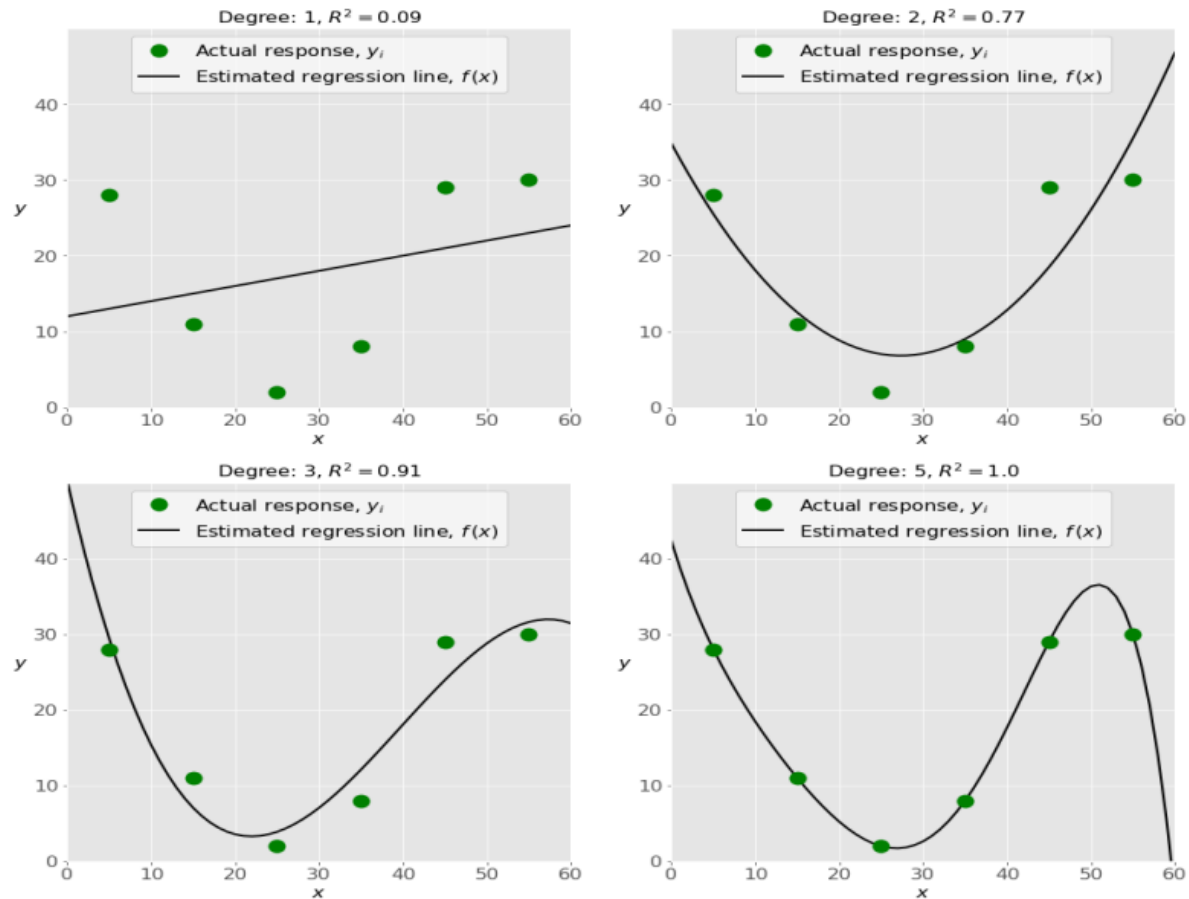 Degree: 1, R² = 0.09
Actual response, yᵢ
Estimated regression line, f(x)
40
30
y
20
10
0
0 10 20 30 40 50 60
x
Degree: 2, R² = 0.77
Actual response, yᵢ
Estimated regression line, f(x)
40
30
y
20
10
0
0 10 20 30 40 50 60
x
Degree: 3, R² = 0.91
Actual response, yᵢ
Estimated regression line, f(x)
40
30
y
20
10
0
0 10 20 30 40 50 60
x
Degree: 5, R² = 1.0
Actual response, yᵢ
Estimated regression line, f(x)
40
30
y
20
10
0
0 10 20 30 40 50 60
x